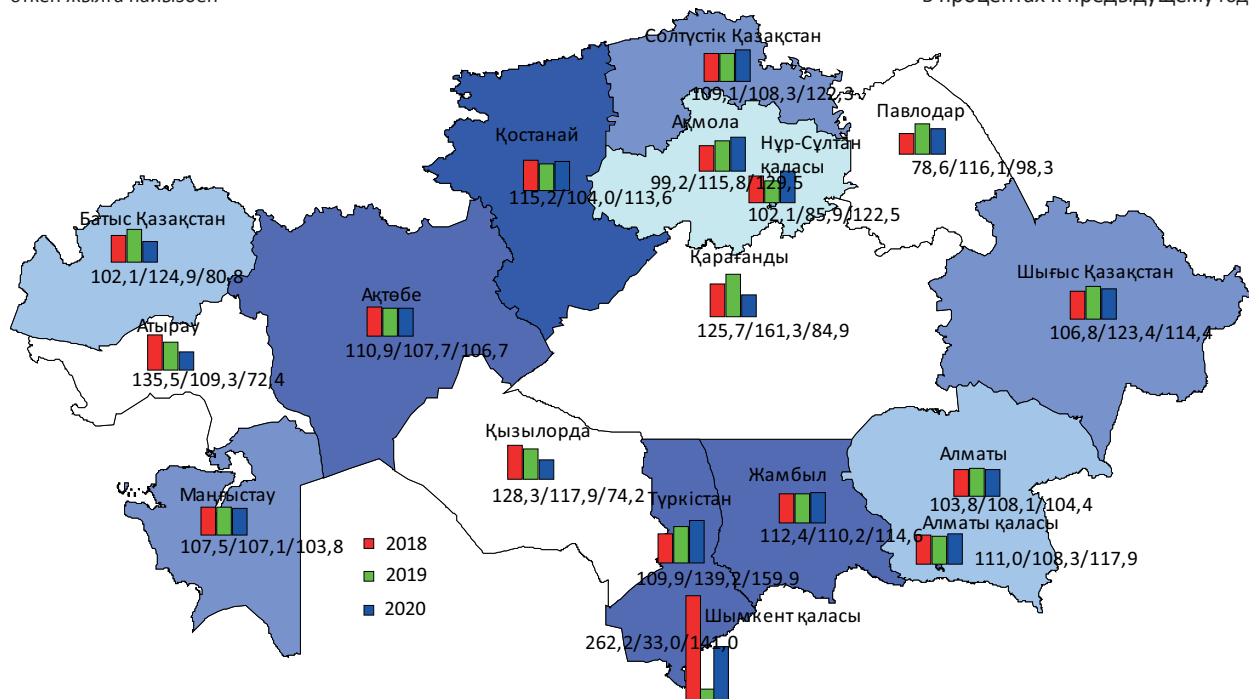 өткен жылға пайызбен
В процентах к предыдущему году
Солтүстік Қазақстан
109,1/108,3/122,3
Павлодар
78,6/116,1/98,3
Қостанай
115,2/104,0/113,6
Ақмола
99,2/115,8/129,5
Нұр-Сұлтан
қаласы
102,1/85,9/122,5
Батыс Қазақстан
102,1/124,9/80,8
Қарағанды
125,7/161,3/84,9
Шығыс Қазақстан
106,8/123,4/114,4
Ақтөбе
110,9/107,7/106,7
Атырау
135,5/109,3/72,4
Қызылорда
128,3/117,9/74,2
Алматы
103,8/108,1/104,4
Жамбыл
112,4/110,2/114,6
Алматы қаласы
111,0/108,3/117,9
Маңғыстау
107,5/107,1/103,8
Түркістан
109,9/139,2/159,9
2018
2019
2020
Шымкент қаласы
262,2/33,0/141,0